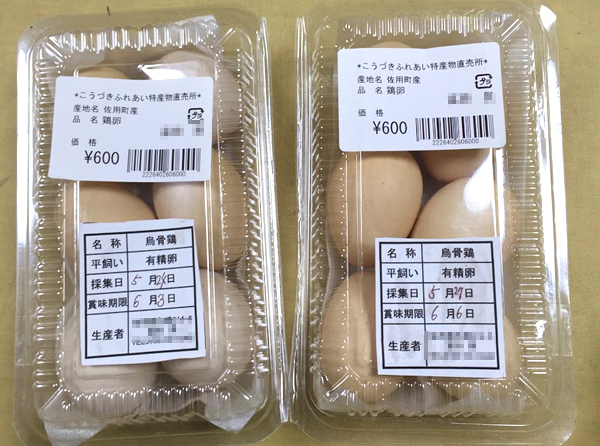 *こうづきふれあい特産物直売所*
産地名 佐用町産
品 名 鶏卵
価 格
¥600
2226402606000
名 称 烏骨鶏
平飼い 有精卵
採集日 5月24日
賞味期限 6月3日
生産者
*こうづきふれあい特産物直売所*
産地名 佐用町産
品 名 鶏卵
価 格
¥600
2226402606000
名 称 烏骨鶏
平飼い 有精卵
採集日 5月27日
賞味期限 6月6日
生産者